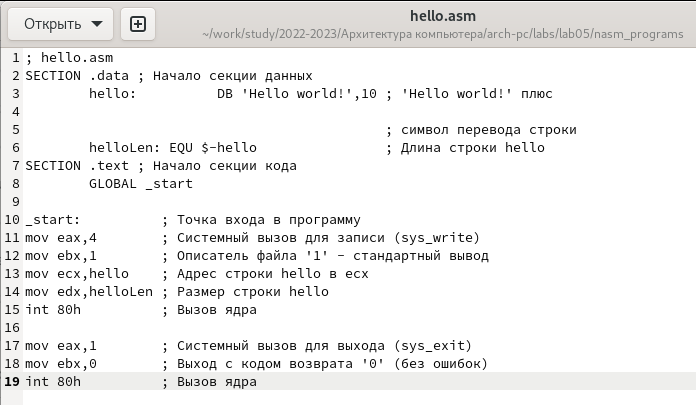 Открыть
hello.asm
~/work/study/2022-2023/Архитектура компьютера/arch-pc/labs/lab05/nasm_programs
1 ; hello.asm
2 SECTION .data ; Начало секции данных
3         hello:          DB 'Hello world!',10 ; 'Hello world!' плюс
4
5                                              ; символ перевода строки
6         helloLen: EQU $-hello                ; Длина строки hello
7 SECTION .text ; Начало секции кода
8         GLOBAL _start
9
10 _start:          ; Точка входа в программу
11 mov eax,4        ; Системный вызов для записи (sys_write)
12 mov ebx,1        ; Описатель файла '1' - стандартный вывод
13 mov ecx,hello    ; Адрес строки hello в ecx
14 mov edx,helloLen ; Размер строки hello
15 int 80h          ; Вызов ядра
16
17 mov eax,1        ; Системный вызов для выхода (sys_exit)
18 mov ebx,0        ; Выход с кодом возврата '0' (без ошибок)
19 int 80h          ; Вызов ядра